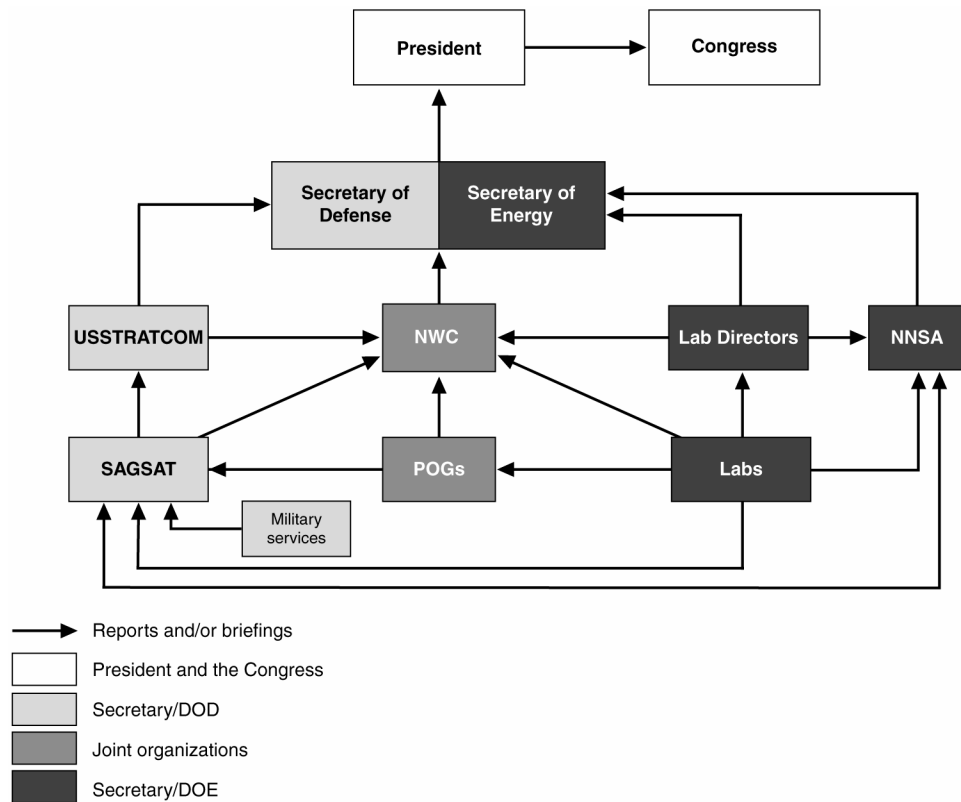 President
Congress
Secretary of
Defense
Secretary of
Energy
USSTRATCOM
NWC
Lab Directors
NNSA
SAGSAT
POGs
Labs
Military
services
Reports and/or briefings
President and the Congress
Secretary/DOD
Joint organizations
Secretary/DOE